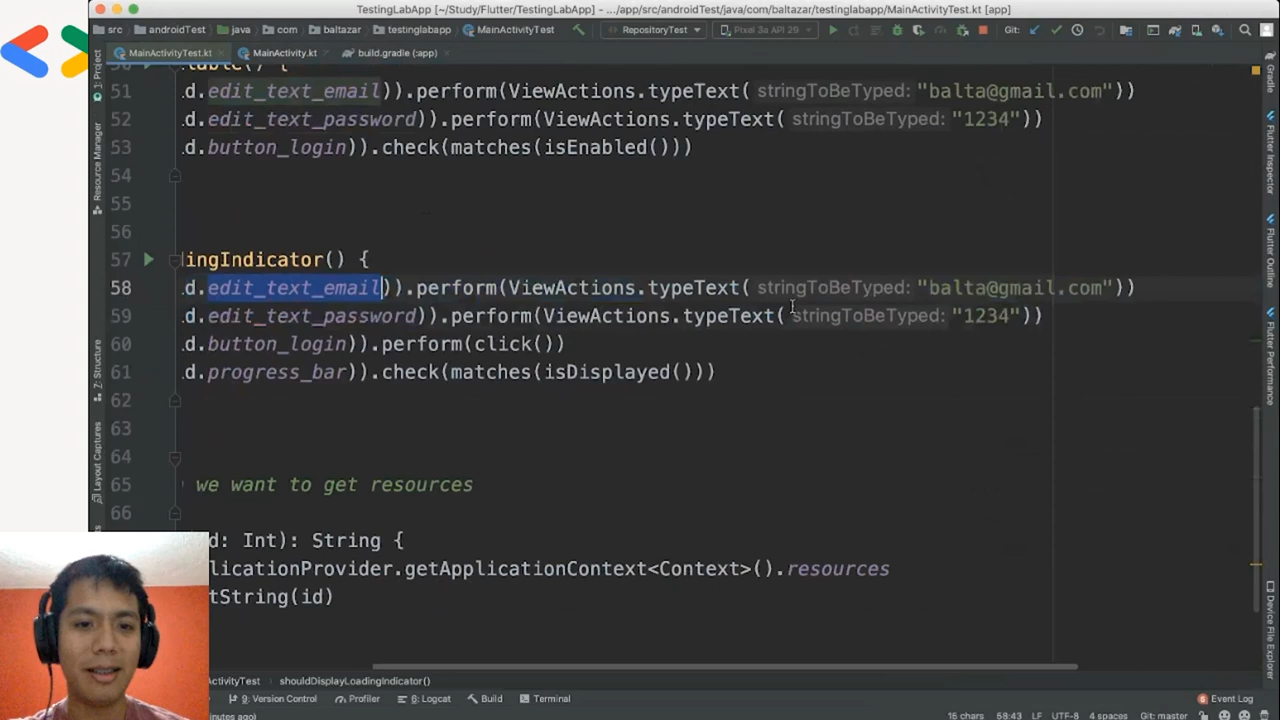 TestingLabApp [~/Study/Flutter/TestingLabApp] - .../app/src/androidTest/java/com/baltazar/testinglabapp/MainActivityTest.kt [app]
src androidTest java com baltazar testinglabapp MainActivityTest RepositoryTest Pixel 3a API 29 Git:
MainActivityTest.kt MainActivity.kt build.gradle (:app)
table() {
51 d.edit_text_email)).perform(ViewActions.typeText( stringToBeTyped: "balta@gmail.com"))
52 d.edit_text_password)).perform(ViewActions.typeText( stringToBeTyped: "1234"))
53 d.button_login)).check(matches(isEnabled()))
54
55
56
57 ingIndicator() {
58 d.edit_text_email)).perform(ViewActions.typeText( stringToBeTyped: "balta@gmail.com"))
59 d.edit_text_password)).perform(ViewActions.typeText( stringToBeTyped: "1234"))
60 d.button_login)).perform(click())
61 d.progress_bar)).check(matches(isDisplayed()))
62
63
64
65 we want to get resources
66
d: Int): String {
licationProvider.getApplicationContext<Context>().resources
tString(id)
ActivityTest shouldDisplayLoadingIndicator()
9: Version Control Profiler 6: Logcat Build Terminal Event Log
nutes ago) 16 chars 58:43 LF UTF-8 4 spaces Git: master
1: Project
Resource Manager
Z: Structure
Layout Captures
Gradle
Flutter Inspector
Flutter Outline
Flutter Performance
Device File Explorer